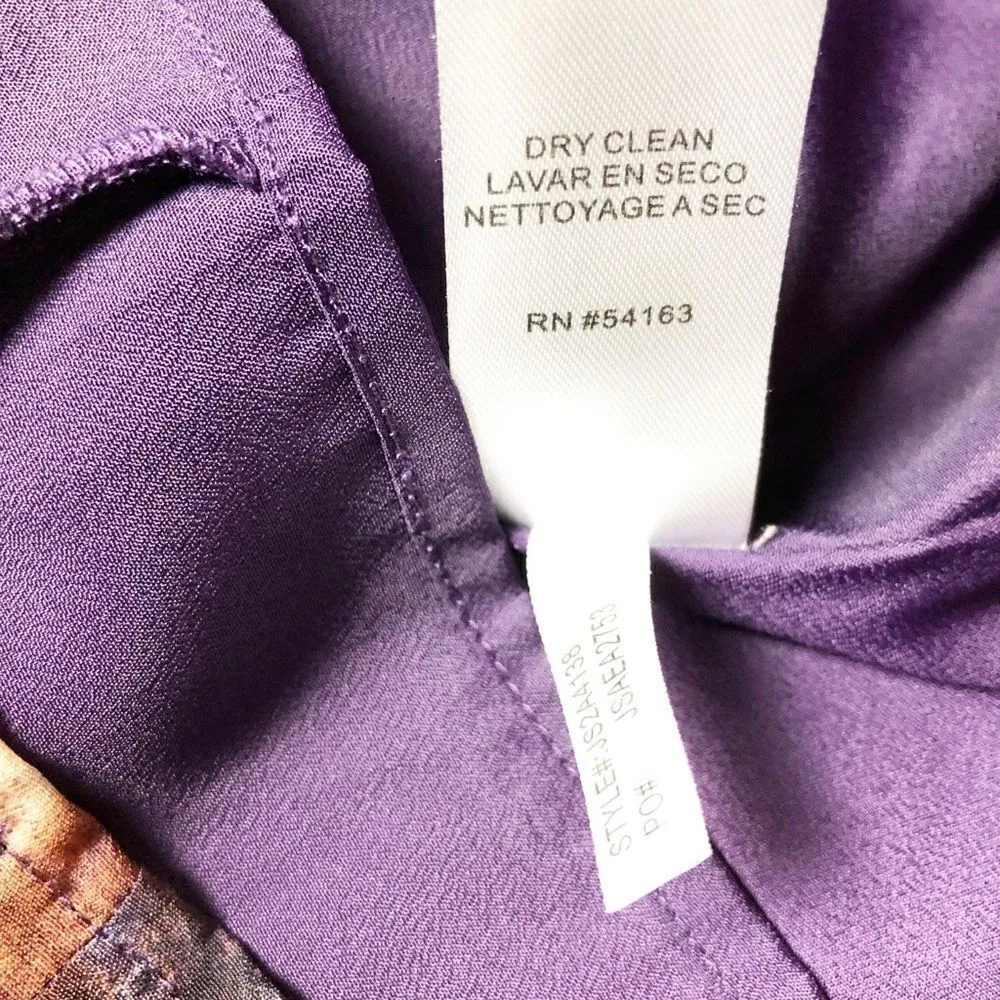 DRY CLEAN
LAVAR EN SECO
NETTOYAGE A SEC
RN #54163
STYLE#:JS2A4138
PO# JSAEA2753